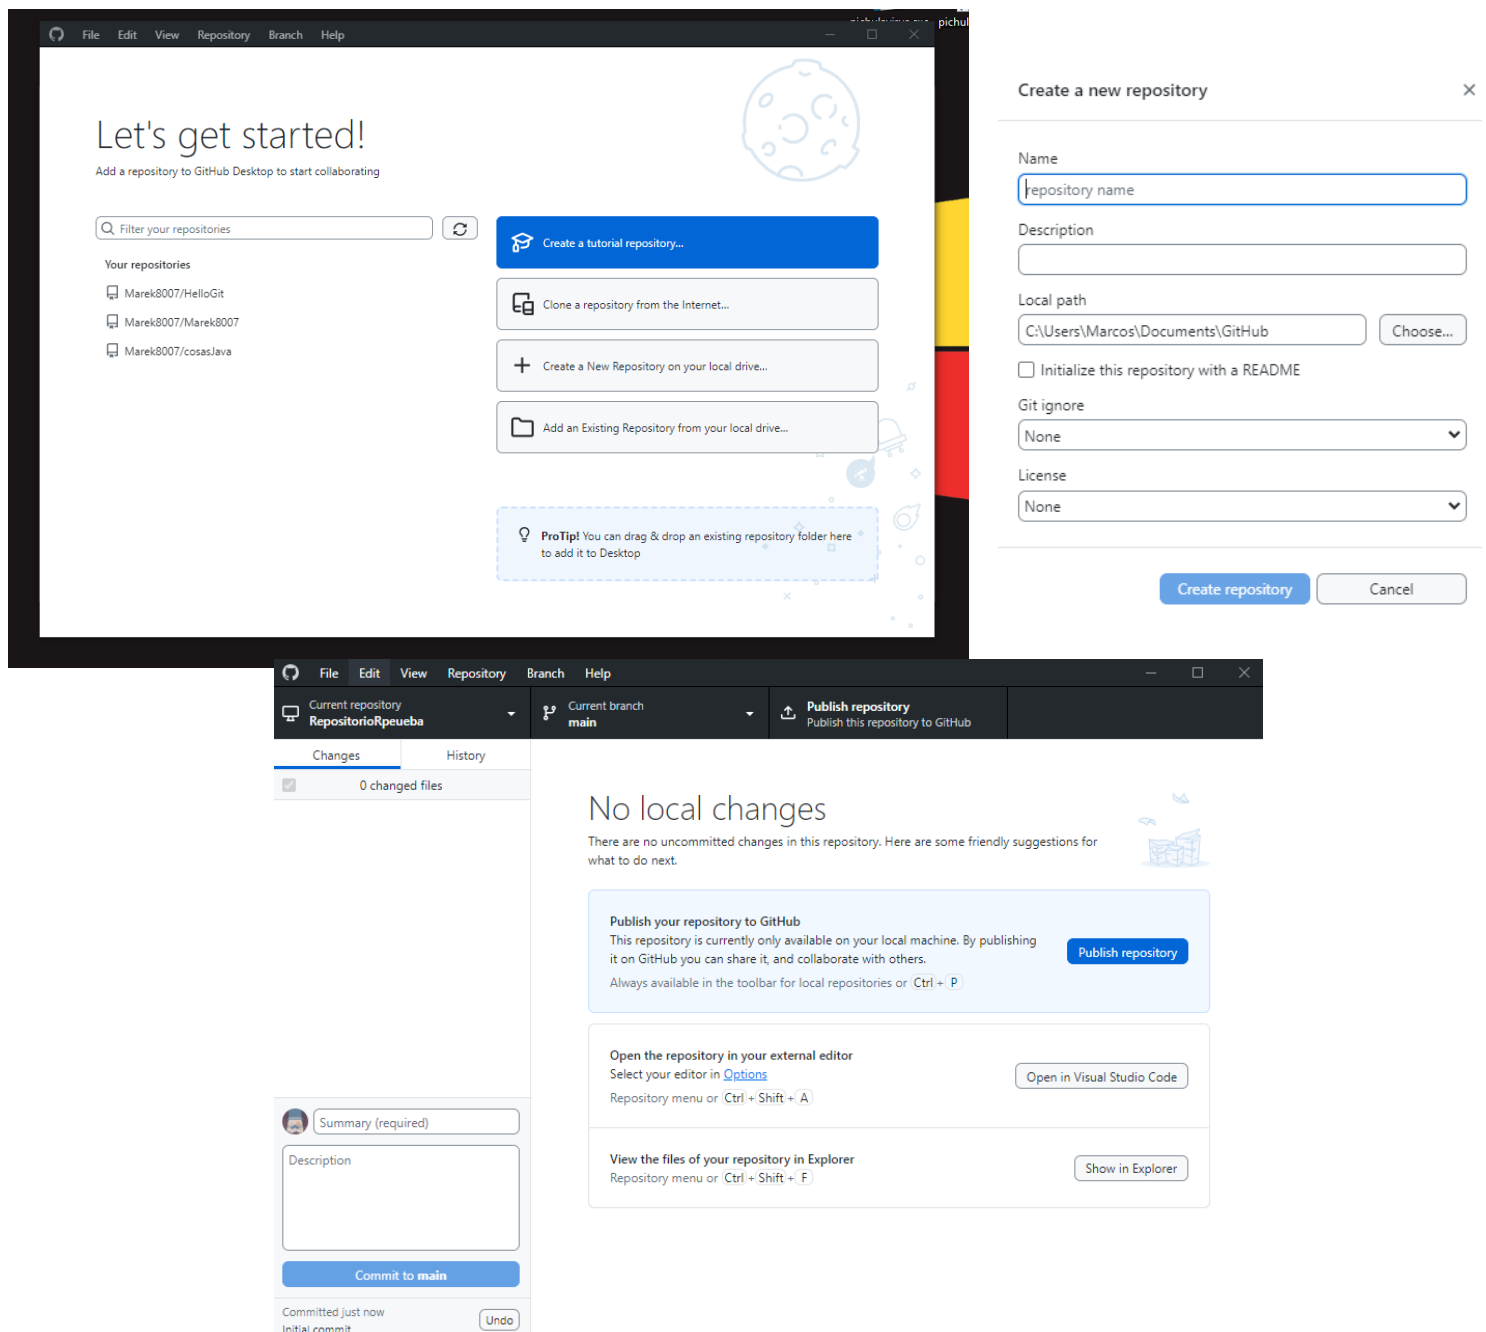 pichul
File Edit View Repository Branch Help
Let's get started!
Add a repository to GitHub Desktop to start collaborating
Filter your repositories
Your repositories
Marek8007/HelloGit
Marek8007/Marek8007
Marek8007/cosasJava
Create a tutorial repository...
Clone a repository from the Internet...
Create a New Repository on your local drive...
Add an Existing Repository from your local drive...
ProTip! You can drag & drop an existing repository folder here
to add it to Desktop
Create a new repository
Name
repository name
Description
Local path
C:\Users\Marcos\Documents\GitHub
Choose...
Initialize this repository with a README
Git ignore
None
License
None
Create repository
Cancel
File Edit View Repository Branch Help
Current repository
RepositorioRpeueba
Current branch
main
Publish repository
Publish this repository to GitHub
Changes
History
0 changed files
No local changes
There are no uncommitted changes in this repository. Here are some friendly suggestions for
what to do next.
Publish your repository to GitHub
This repository is currently only available on your local machine. By publishing
it on GitHub you can share it, and collaborate with others.
Always available in the toolbar for local repositories or Ctrl + P
Publish repository
Open the repository in your external editor
Select your editor in Options
Repository menu or Ctrl + Shift + A
Open in Visual Studio Code
View the files of your repository in Explorer
Repository menu or Ctrl + Shift + F
Show in Explorer
Summary (required)
Description
Commit to main
Committed just now
Initial commit
Undo